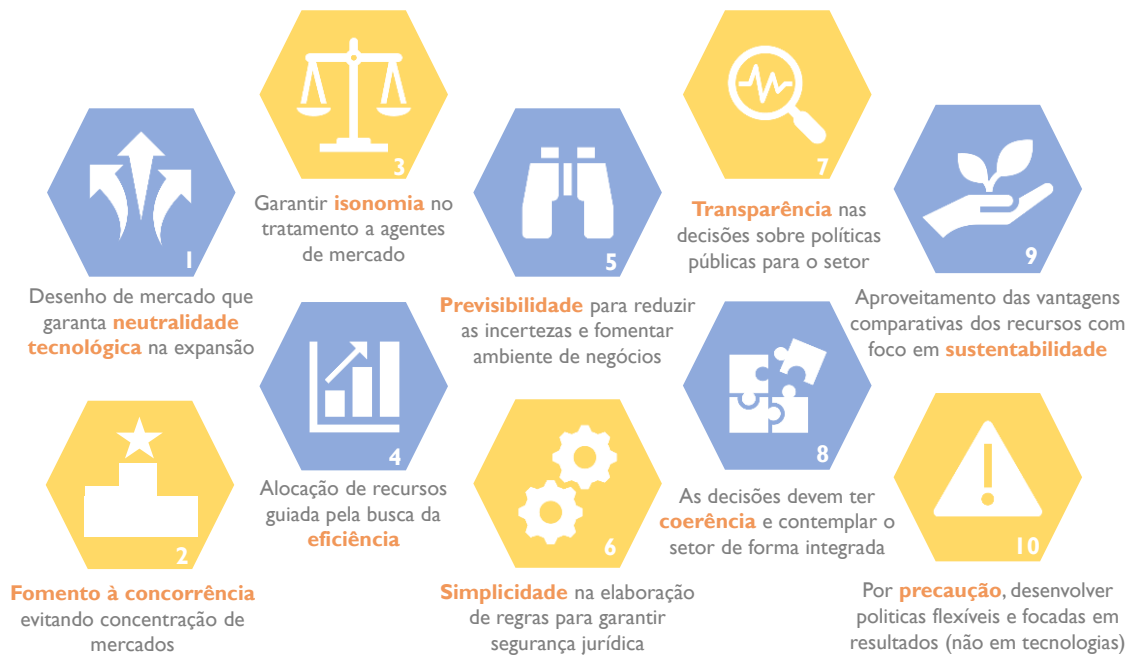 1
Desenho de mercado que
garanta neutralidade
tecnológica na expansão
2
Fomento à concorrência
evitando concentração de
mercados
3
Garantir isonomia no
tratamento a agentes
de mercado
4
Alocação de recursos
guiada pela busca da
eficiência
5
Previsibilidade para reduzir
as incertezas e fomentar
ambiente de negócios
6
Simplicidade na elaboração
de regras para garantir
segurança jurídica
7
Transparência nas
decisões sobre políticas
públicas para o setor
8
As decisões devem ter
coerência e contemplar o
setor de forma integrada
9
Aproveitamento das vantagens
comparativas dos recursos com
foco em sustentabilidade
10
Por precaução, desenvolver
politicas flexíveis e focadas em
resultados (não em tecnologias)